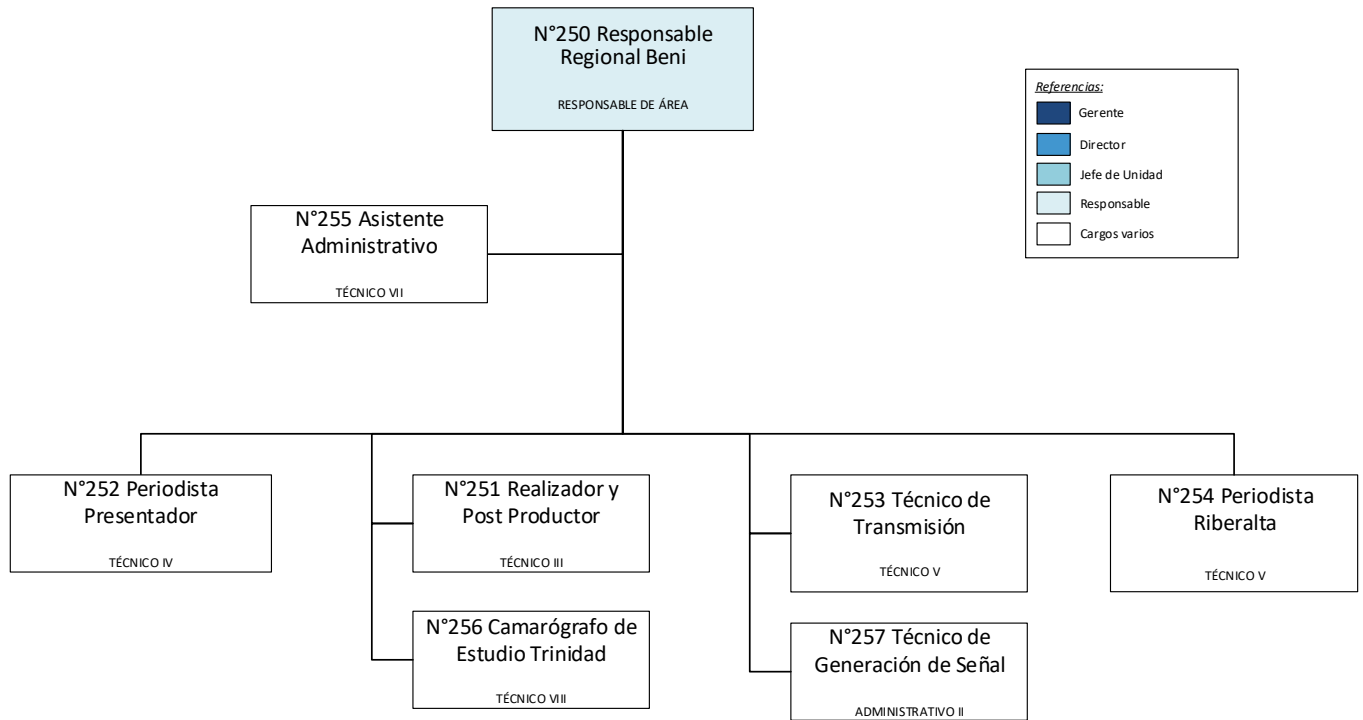 N°250 Responsable
Regional Beni
RESPONSABLE DE ÁREA
Referencias:
Gerente
Director
Jefe de Unidad
Responsable
Cargos varios
N°255 Asistente
Administrativo
TÉCNICO VII
N°252 Periodista
Presentador
TÉCNICO IV
N°251 Realizador y
Post Productor
TÉCNICO III
N°253 Técnico de
Transmisión
TÉCNICO V
N°254 Periodista
Riberalta
TÉCNICO V
N°256 Camarógrafo de
Estudio Trinidad
TÉCNICO VIII
N°257 Técnico de
Generación de Señal
ADMINISTRATIVO II